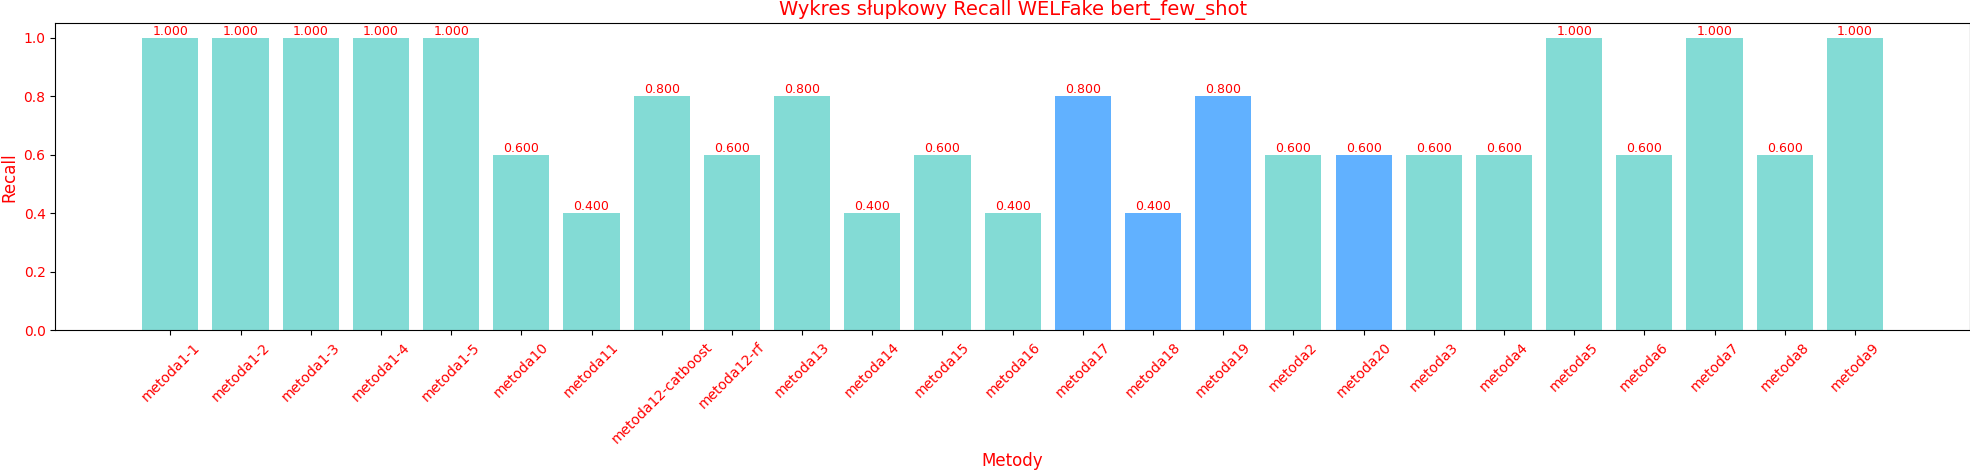 Wykres słupkowy Recall WELFake bert_few_shot
1.000 1.000 1.000 1.000 1.000 0.600 0.400 0.800 0.600 0.800 0.400 0.600 0.400 0.800 0.400 0.800 0.600 0.600 0.600 0.600 1.000 0.600 1.000 0.600 1.000
Recall
1.0
0.8
0.6
0.4
0.2
0.0
metoda1-1
metoda1-2
metoda1-3
metoda1-4
metoda1-5
metoda10
metoda11
metoda12-catboost
metoda12-rf
metoda13
metoda14
metoda15
metoda16
metoda17
metoda18
metoda19
metoda2
metoda20
metoda3
metoda4
metoda5
metoda6
metoda7
metoda8
metoda9
Metody